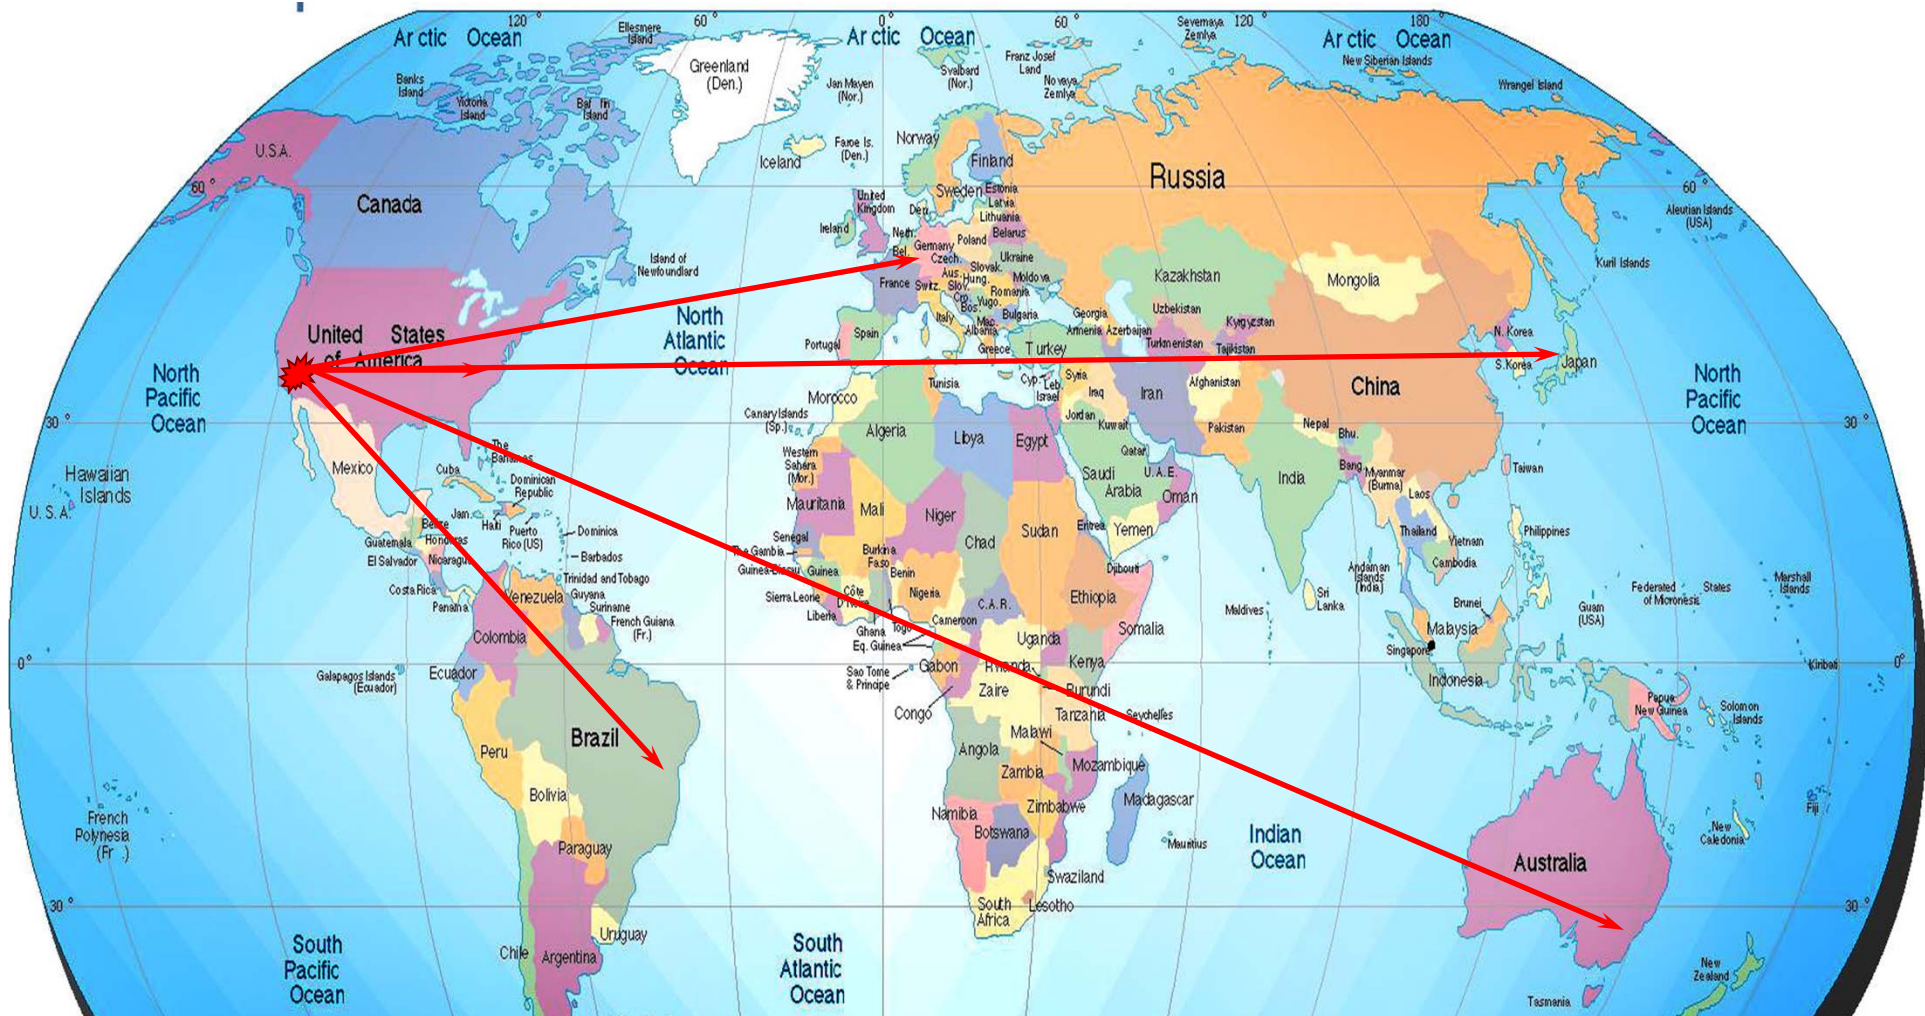 120 °
60 °
0 °
60 °
120 °
180 °
Arctic Ocean
Ellesmere
Island
Arctic Ocean
Severnaya
Zemlya
Arctic Ocean
New Siberian Islands
Wrangel Island
Banks
Island
Victoria
Island
Baffin
Island
Greenland
(Den.)
Jan Mayen
(Nor.)
Svalbard
(Nor.)
Franz Josef
Land
Novaya
Zemlya
U.S.A.
60 °
Canada
Iceland
Faroe Is.
(Den.)
Norway
Finland
Sweden
Estonia
Latvia
Lithuania
Russia
60 °
Aleutian Islands
(USA)
Kuril Islands
United
Kingdom
Ireland
Den.
Neth.
Bel.
Germany
Poland
Belarus
Czech.
Slovak.
Ukraine
Aus.
Hung.
Moldova
France
Switz.
Slov.
Cro.
Romania
Bos.
Yugo.
Italy
Mac.
Bulgaria
Albania
Greece
Spain
Portugal
Island of
Newfoundland
United States
of America
North
Atlantic
Ocean
North
Pacific
Ocean
Kazakhstan
Mongolia
Uzbekistan
Kyrgyzstan
Georgia
Armenia
Azerbaijan
Turkmenistan
Tajikistan
Turkey
N. Korea
S. Korea
Japan
China
North
Pacific
Ocean
Tunisia
Cyp.
Leb.
Israel
Syria
Iraq
Iran
Afghanistan
Jordan
Kuwait
Pakistan
Nepal
Bhu.
Morocco
Canary Islands
(Sp.)
Algeria
Libya
Egypt
30 °
30 °
Hawaiian
Islands
U. S. A.
Mexico
Cuba
The
Bahamas
Dominican
Republic
Jam.
Haiti
Puerto
Rico (US)
Dominica
Barbados
Belize
Honduras
Guatemala
El Salvador
Nicaragua
Costa Rica
Panama
Trinidad and Tobago
Guyana
Suriname
French Guiana
(Fr.)
Venezuela
Colombia
Western
Sahara
(Mor.)
Mauritania
Mali
Niger
Chad
Sudan
Saudi
Arabia
Qatar
U. A. E.
Oman
Eritrea
Yemen
Djibouti
India
Bang.
Myanmar
(Burma)
Laos
Taiwan
Thailand
Vietnam
Cambodia
Philippines
Senegal
The Gambia
Guinea-Bissau
Guinea
Sierra Leone
Liberia
Burkina
Faso
Benin
Côte
D'Ivoire
Ghana
Togo
Nigeria
Cameroon
Eq. Guinea
C.A.R.
Ethiopia
Somalia
Maldives
Sri
Lanka
Andaman
Islands
(India)
Brunei
Malaysia
Singapore
Indonesia
Guam
(USA)
Federated States
of Micronesia
Marshall
Islands
Kiribati
0°
0°
Galapagos Islands
(Ecuador)
Ecuador
Peru
Brazil
Bolivia
Paraguay
Chile
Argentina
Uruguay
Sao Tome
& Principe
Gabon
Congo
Zaire
Uganda
Kenya
Rwanda
Burundi
Tanzania
Seychelles
Malawi
Angola
Zambia
Mozambique
Zimbabwe
Madagascar
Mauritius
Namibia
Botswana
Swaziland
Lesotho
South
Africa
Papua
New Guinea
Solomon
Islands
Fiji
New
Caledonia
French
Polynesia
(Fr .)
Indian
Ocean
Australia
30 °
30 °
South
Pacific
Ocean
South
Atlantic
Ocean
New
Zealand
Tasmania